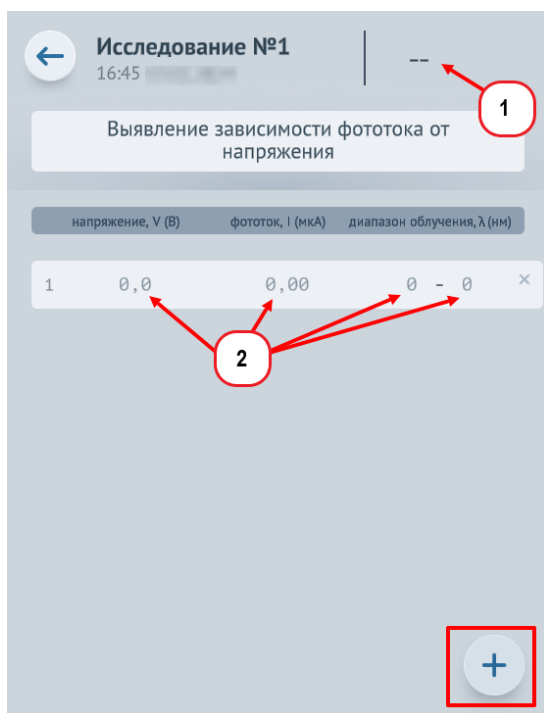 Исследование №1
16:45
--
1
Выявление зависимости фототока от
напряжения
напряжение, V (В) фототок, I (мкА) диапазон облучения, λ (нм)
1 0,0 0,00 0 - 0 ×
2
+